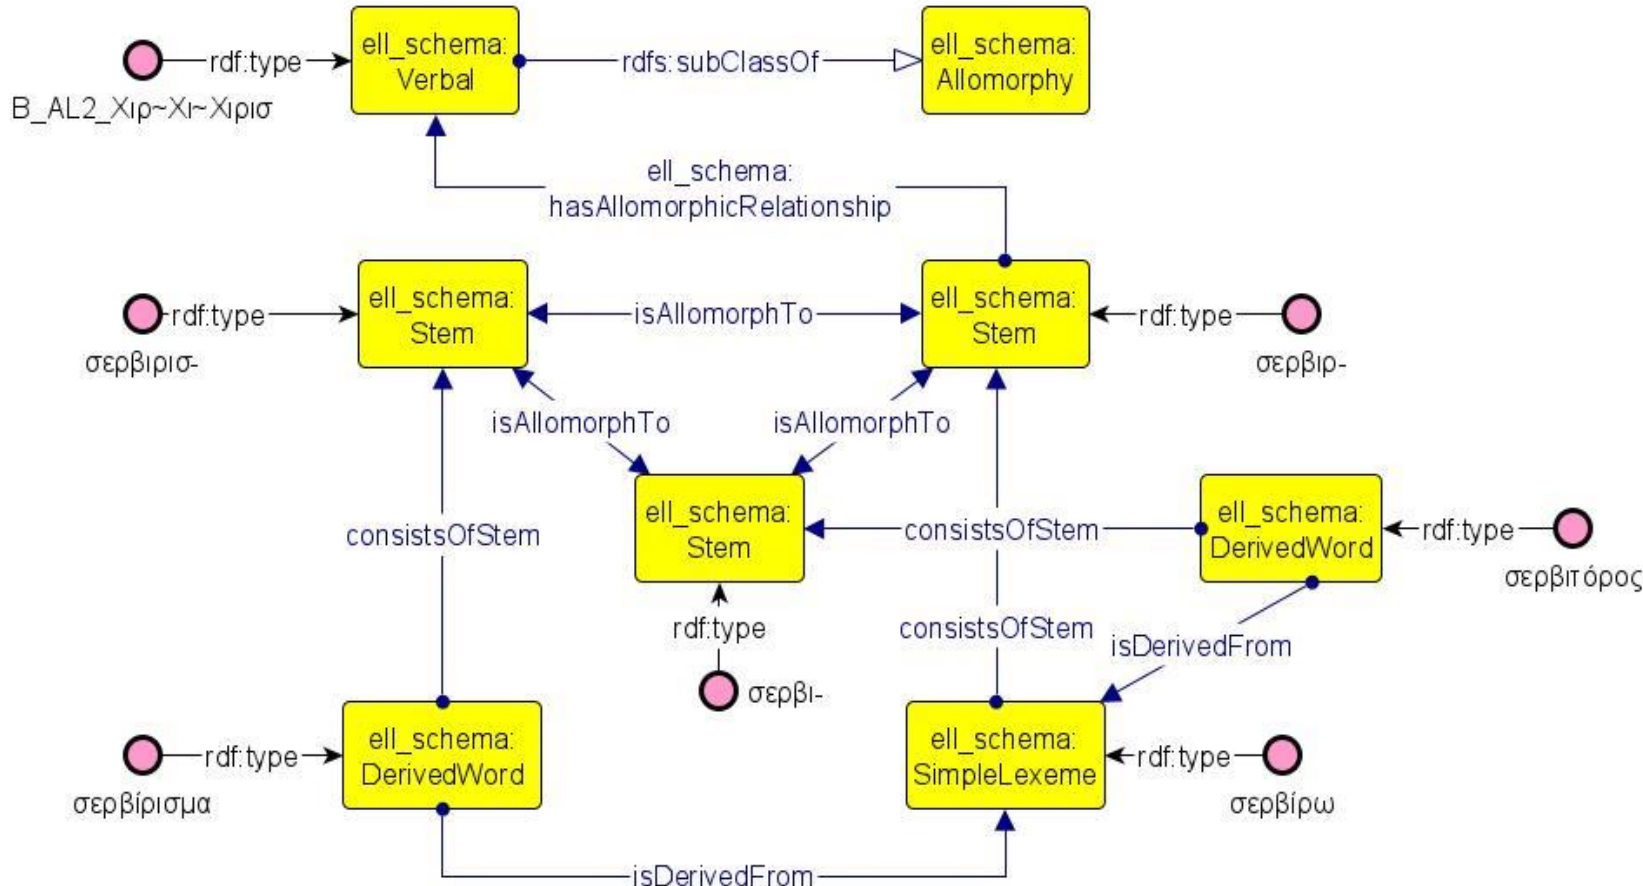 ell_schema:
Verbal
ell_schema:
Allomorphy
rdf:type
rdfs:subClassOf
B_AL2_Χιρ~Χι~Χιρισ
ell_schema:
hasAllomorphicRelationship
ell_schema:
Stem
ell_schema:
Stem
rdf:type
isAllomorphTo
rdf:type
σερβιρισ-
σερβιρ-
isAllomorphTo
isAllomorphTo
ell_schema:
Stem
ell_schema:
DerivedWord
consistsOfStem
consistsOfStem
rdf:type
σερβιτόρος
rdf:type
consistsOfStem
isDerivedFrom
σερβι-
ell_schema:
DerivedWord
ell_schema:
SimpleLexeme
rdf:type
rdf:type
σερβίρισμα
σερβίρω
isDerivedFrom